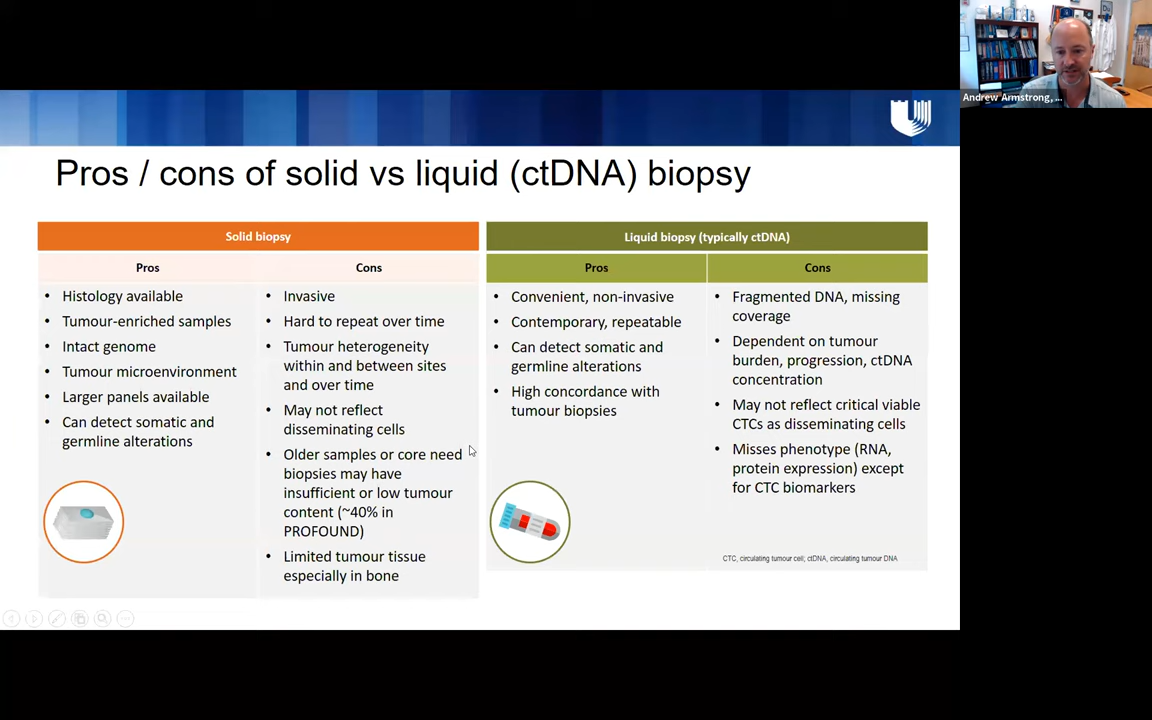 Andrew Armstrong, ...
Pros / cons of solid vs liquid (ctDNA) biopsy
Solid biopsy
Pros
Cons
• Histology available
• Tumour-enriched samples
• Intact genome
• Tumour microenvironment
• Larger panels available
• Can detect somatic and
germline alterations
• Invasive
• Hard to repeat over time
• Tumour heterogeneity
within and between sites
and over time
• May not reflect
disseminating cells
• Older samples or core need
biopsies may have
insufficient or low tumour
content (~40% in
PROFOUND)
• Limited tumour tissue
especially in bone
Liquid biopsy (typically ctDNA)
Pros
Cons
• Convenient, non-invasive
• Contemporary, repeatable
• Can detect somatic and
germline alterations
• High concordance with
tumour biopsies
• Fragmented DNA, missing
coverage
• Dependent on tumour
burden, progression, ctDNA
concentration
• May not reflect critical viable
CTCs as disseminating cells
• Misses phenotype (RNA,
protein expression) except
for CTC biomarkers
CTC, circulating tumour cell; ctDNA, circulating tumour DNA